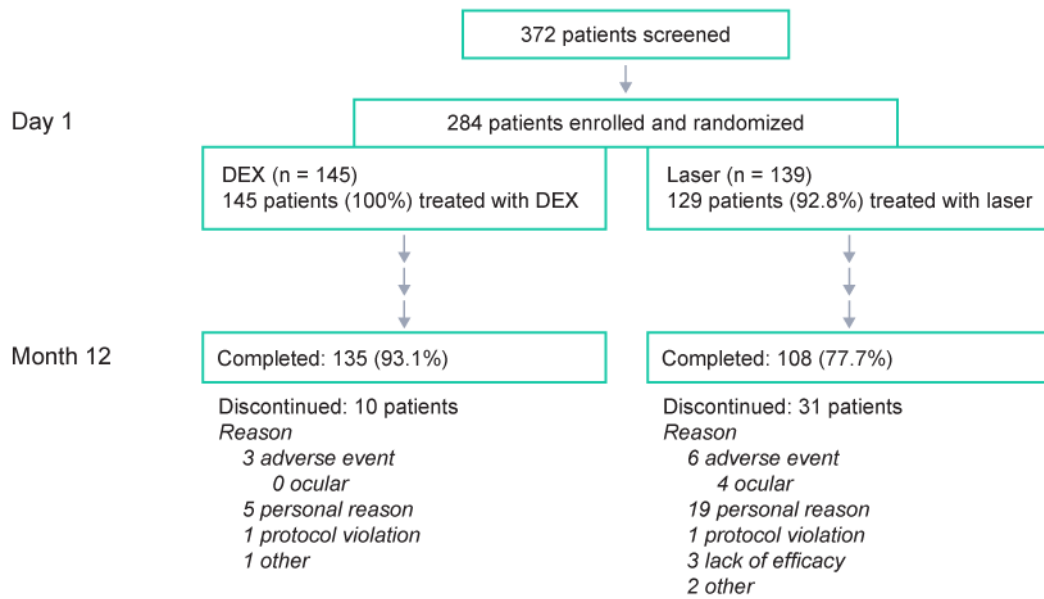 372 patients screened
Day 1
284 patients enrolled and randomized
DEX (n = 145)
145 patients (100%) treated with DEX
Laser (n = 139)
129 patients (92.8%) treated with laser
Month 12
Completed: 135 (93.1%)
Discontinued: 10 patients
Reason
3 adverse event
0 ocular
5 personal reason
1 protocol violation
1 other
Completed: 108 (77.7%)
Discontinued: 31 patients
Reason
6 adverse event
4 ocular
19 personal reason
1 protocol violation
3 lack of efficacy
2 other